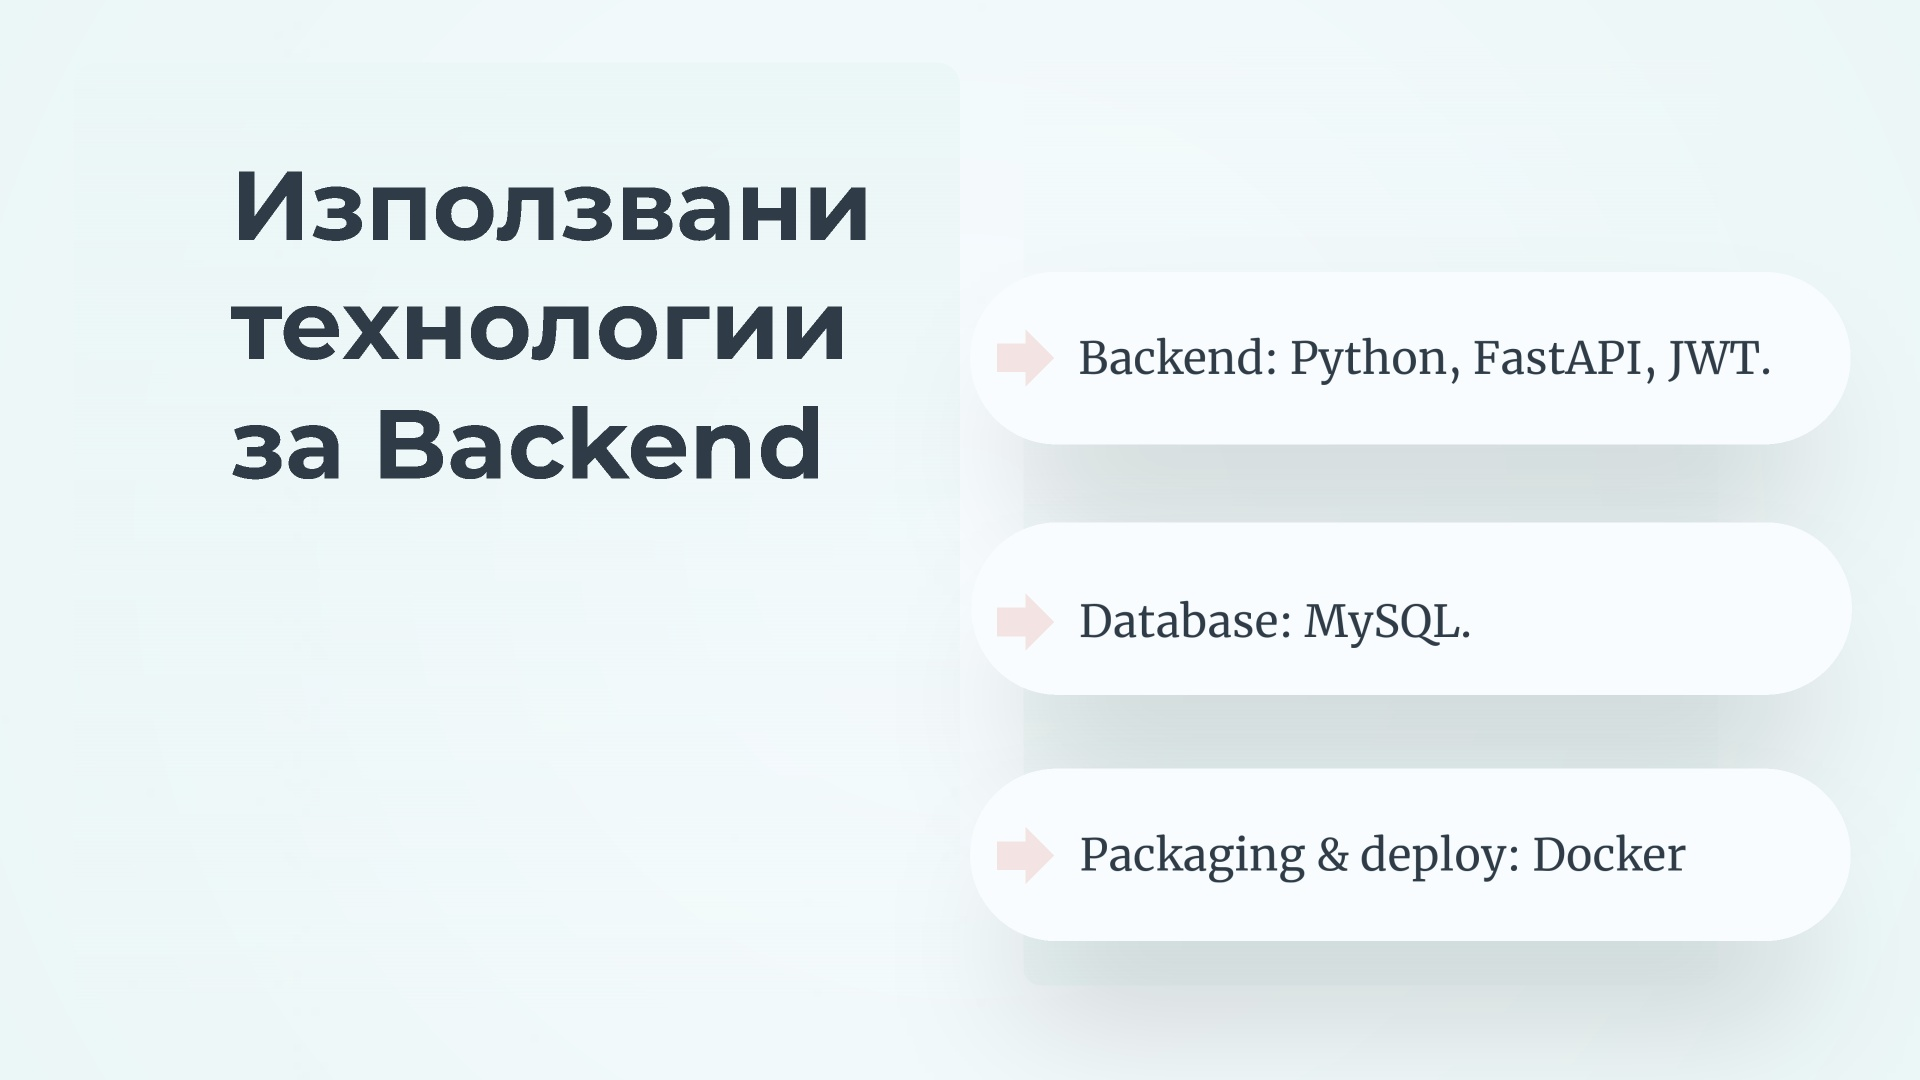 Използвани
технологии
за Backend
Backend: Python, FastAPI, JWT.
Database: MySQL.
Packaging & deploy: Docker